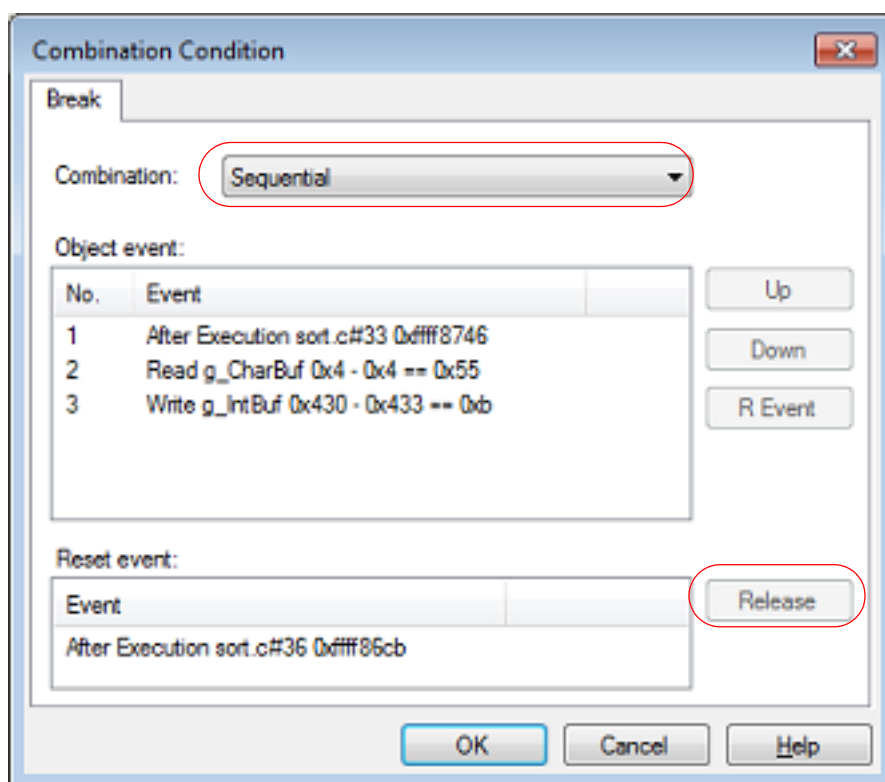 Combination Condition
Break
Combination: Sequential
Object event:
No. Event
1 After Execution sort.c#33 0xffff8746
2 Read g_CharBuf 0x4 - 0x4 == 0x55
3 Write g_IntBuf 0x430 - 0x433 == 0xb
Up
Down
R Event
Reset event:
Event
After Execution sort.c#36 0xffff86cb
Release
OK Cancel Help